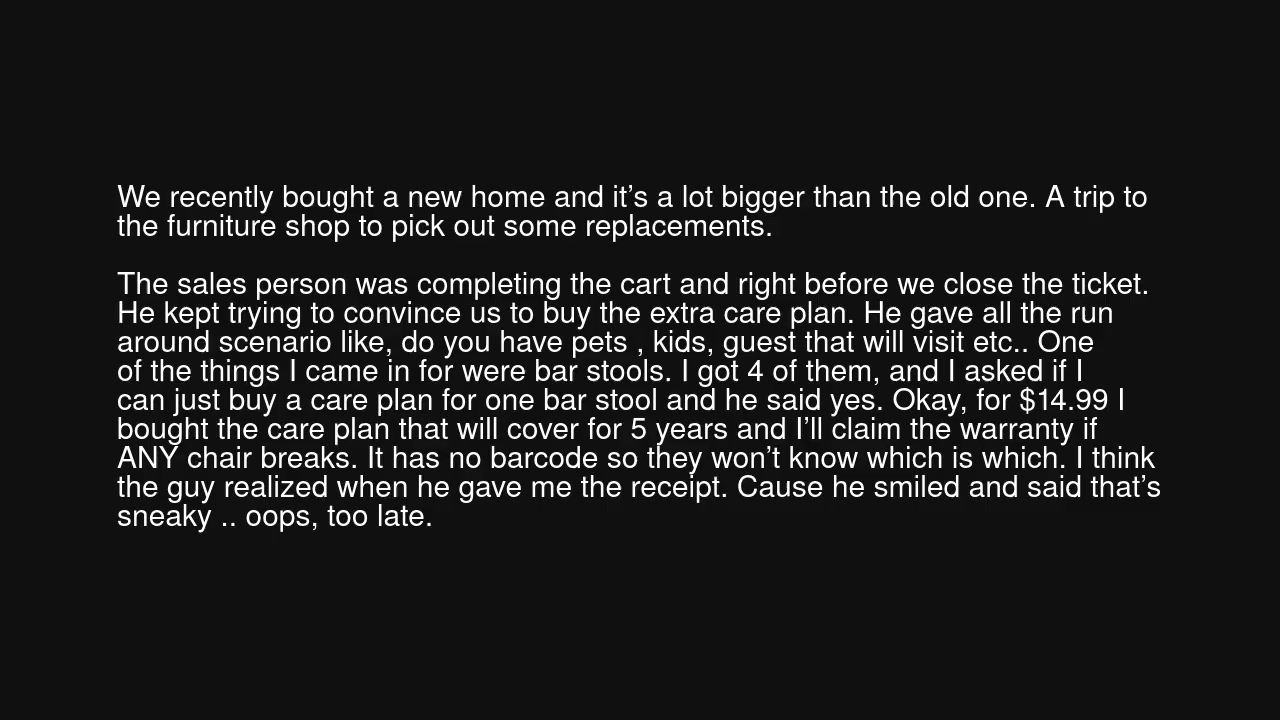 We recently bought a new home and it’s a lot bigger than the old one. A trip to
the furniture shop to pick out some replacements.
The sales person was completing the cart and right before we close the ticket.
He kept trying to convince us to buy the extra care plan. He gave all the run
around scenario like, do you have pets , kids, guest that will visit etc.. One
of the things I came in for were bar stools. I got 4 of them, and I asked if I
can just buy a care plan for one bar stool and he said yes. Okay, for $14.99 I
bought the care plan that will cover for 5 years and I’ll claim the warranty if
ANY chair breaks. It has no barcode so they won’t know which is which. I think
the guy realized when he gave me the receipt. Cause he smiled and said that’s
sneaky .. oops, too late.